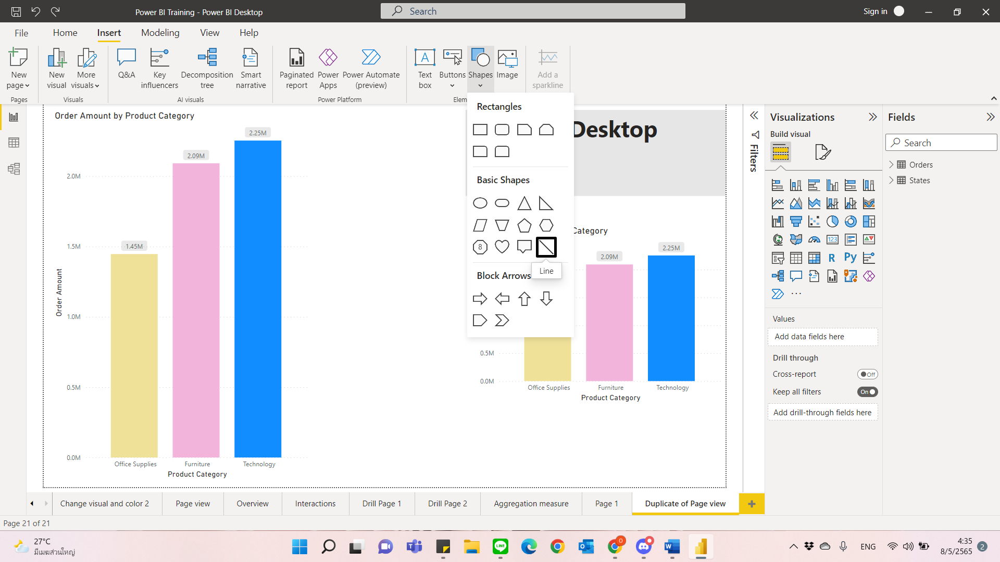 Power BI Training - Power BI Desktop
Search
Sign in
File
Home
Insert
Modeling
View
Help
New page
New visual
More visuals
Q&A
Key influencers
Decomposition tree
Smart narrative
Paginated report
Power Apps
Power Automate (preview)
Text box
Buttons
Shapes
Image
Add a sparkline
Pages
Visuals
AI visuals
Power Platform
Elem
Order Amount by Product Category
2.25M
2.09M
1.45M
2.0M
1.5M
1.0M
0.5M
0.0M
Order Amount
Office Supplies
Furniture
Technology
Product Category
Rectangles
Basic Shapes
8
Line
Block Arrows
Desktop
Category
2.25M
2.09M
0.5M
0.0M
Office Supplies
Furniture
Technology
Product Category
Filters
Visualizations
Build visual
123
R
Py
Values
Add data fields here
Drill through
Cross-report
Off
Keep all filters
On
Add drill-through fields here
Fields
Search
Orders
States
Change visual and color 2
Page view
Overview
Interactions
Drill Page 1
Drill Page 2
Aggregation measure
Page 1
Duplicate of Page view
Page 21 of 21
27°C
มีเมฆส่วนใหญ่
LINE
0
ENG
4:35
8/5/2565
2